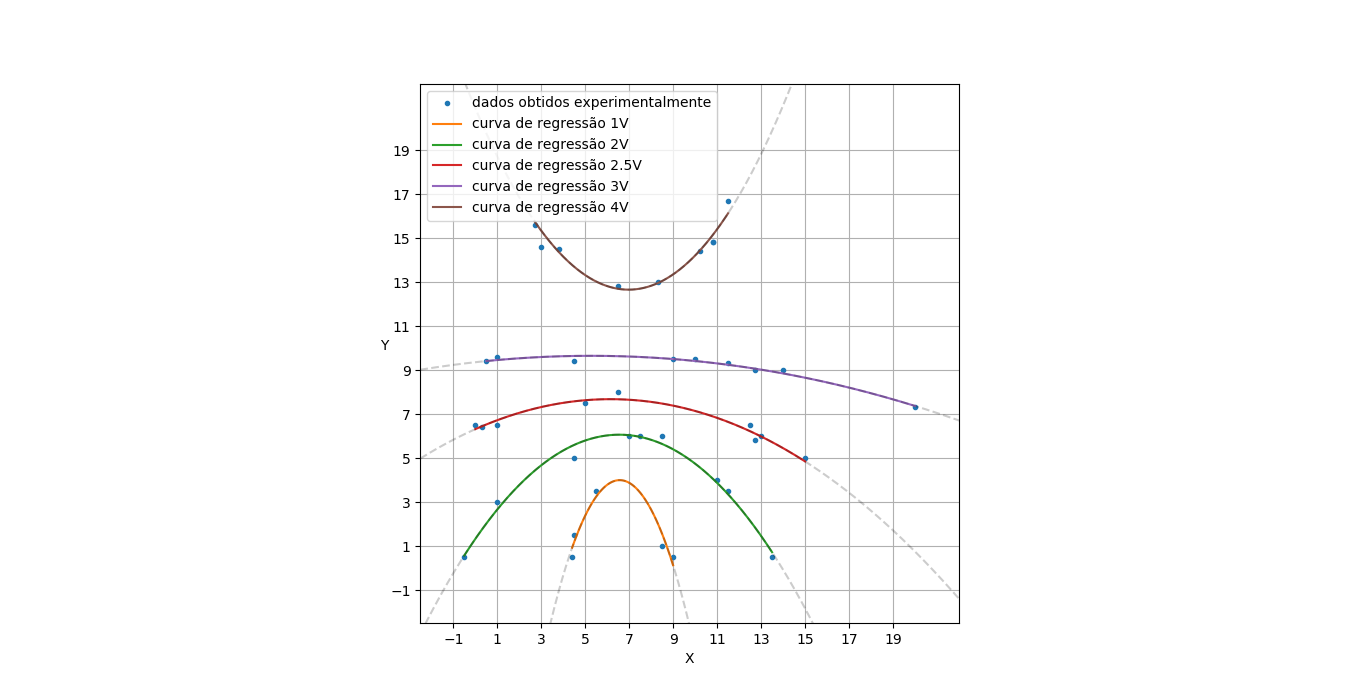 dados obtidos experimentalmente
curva de regressão 1V
curva de regressão 2V
curva de regressão 2.5V
curva de regressão 3V
curva de regressão 4V
19
17
15
13
11
9
7
5
3
1
−1
Y
−1 1 3 5 7 9 11 13 15 17 19
X